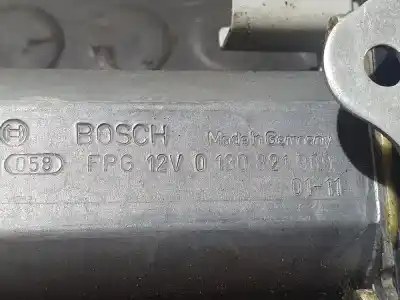 BOSCH Made in Germany
058 FPG 12V 0 130 821
01-11